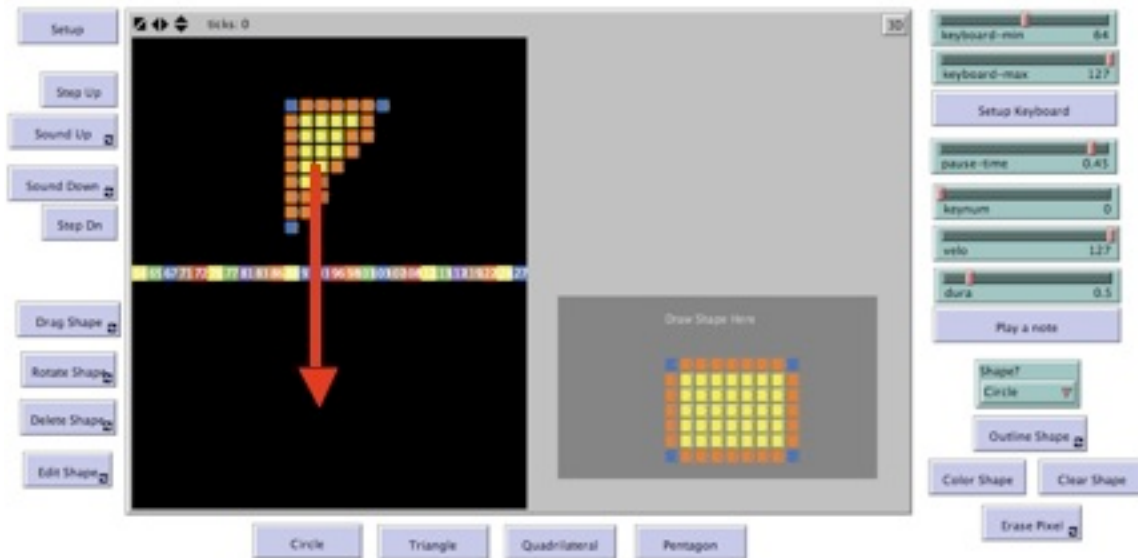 Setup
ticks: 0
3D
keyboard-min 64
keyboard-max 127
Step Up
Setup Keyboard
Sound Up
pause-time 0.45
Sound Down
keynum 0
Step Dn
velo 127
dura 0.5
Drag Shape
Draw Shape Here
Play a note
Rotate Shape
Shape?
Circle
Delete Shape
Outline Shape
Edit Shape
Color Shape
Clear Shape
Erase Pixel
Circle
Triangle
Quadrilateral
Pentagon